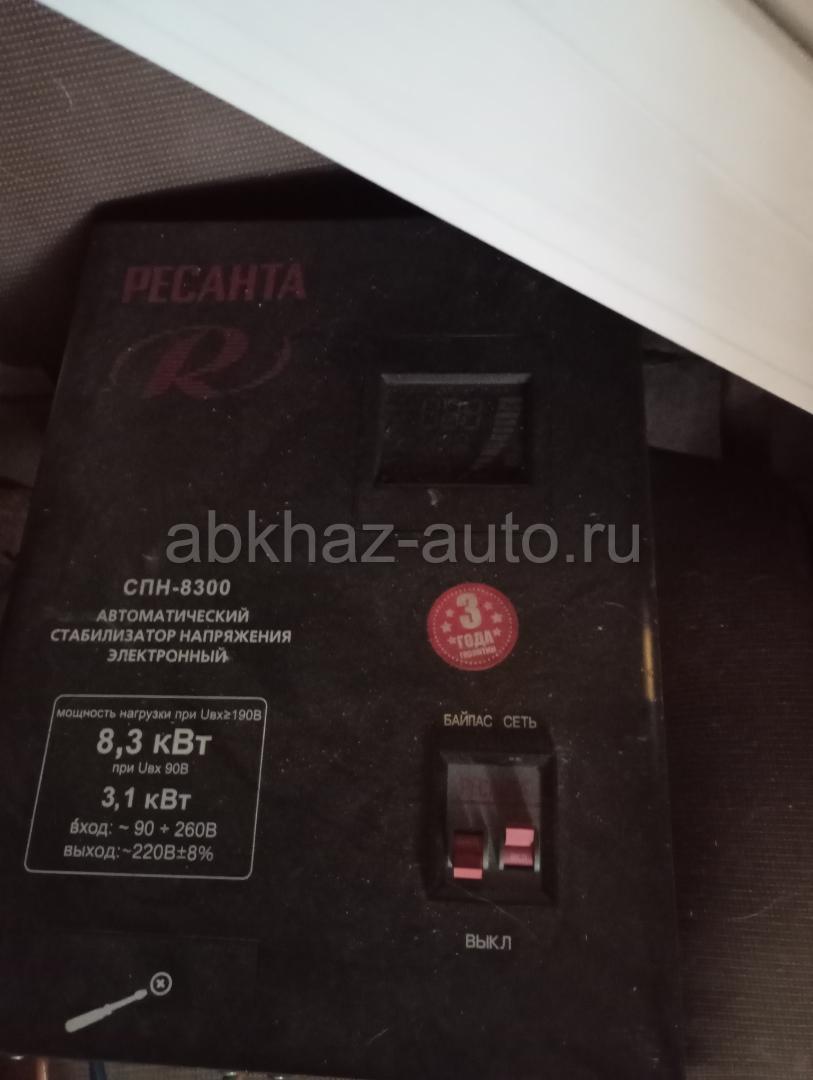 РЕСАНТА
R
abkhaz-auto.ru
СПН-8300
АВТОМАТИЧЕСКИЙ
СТАБИЛИЗАТОР НАПРЯЖЕНИЯ
ЭЛЕКТРОННЫЙ
3
ГОДА
ГАРАНТИИ
мощность нагрузки при Uвх≥190В
8,3 кВт
при Uвх 90В
3,1 кВт
вход: ~ 90 ÷ 260В
выход:~220В±8%
БАЙПАС СЕТЬ
ВЫКЛ